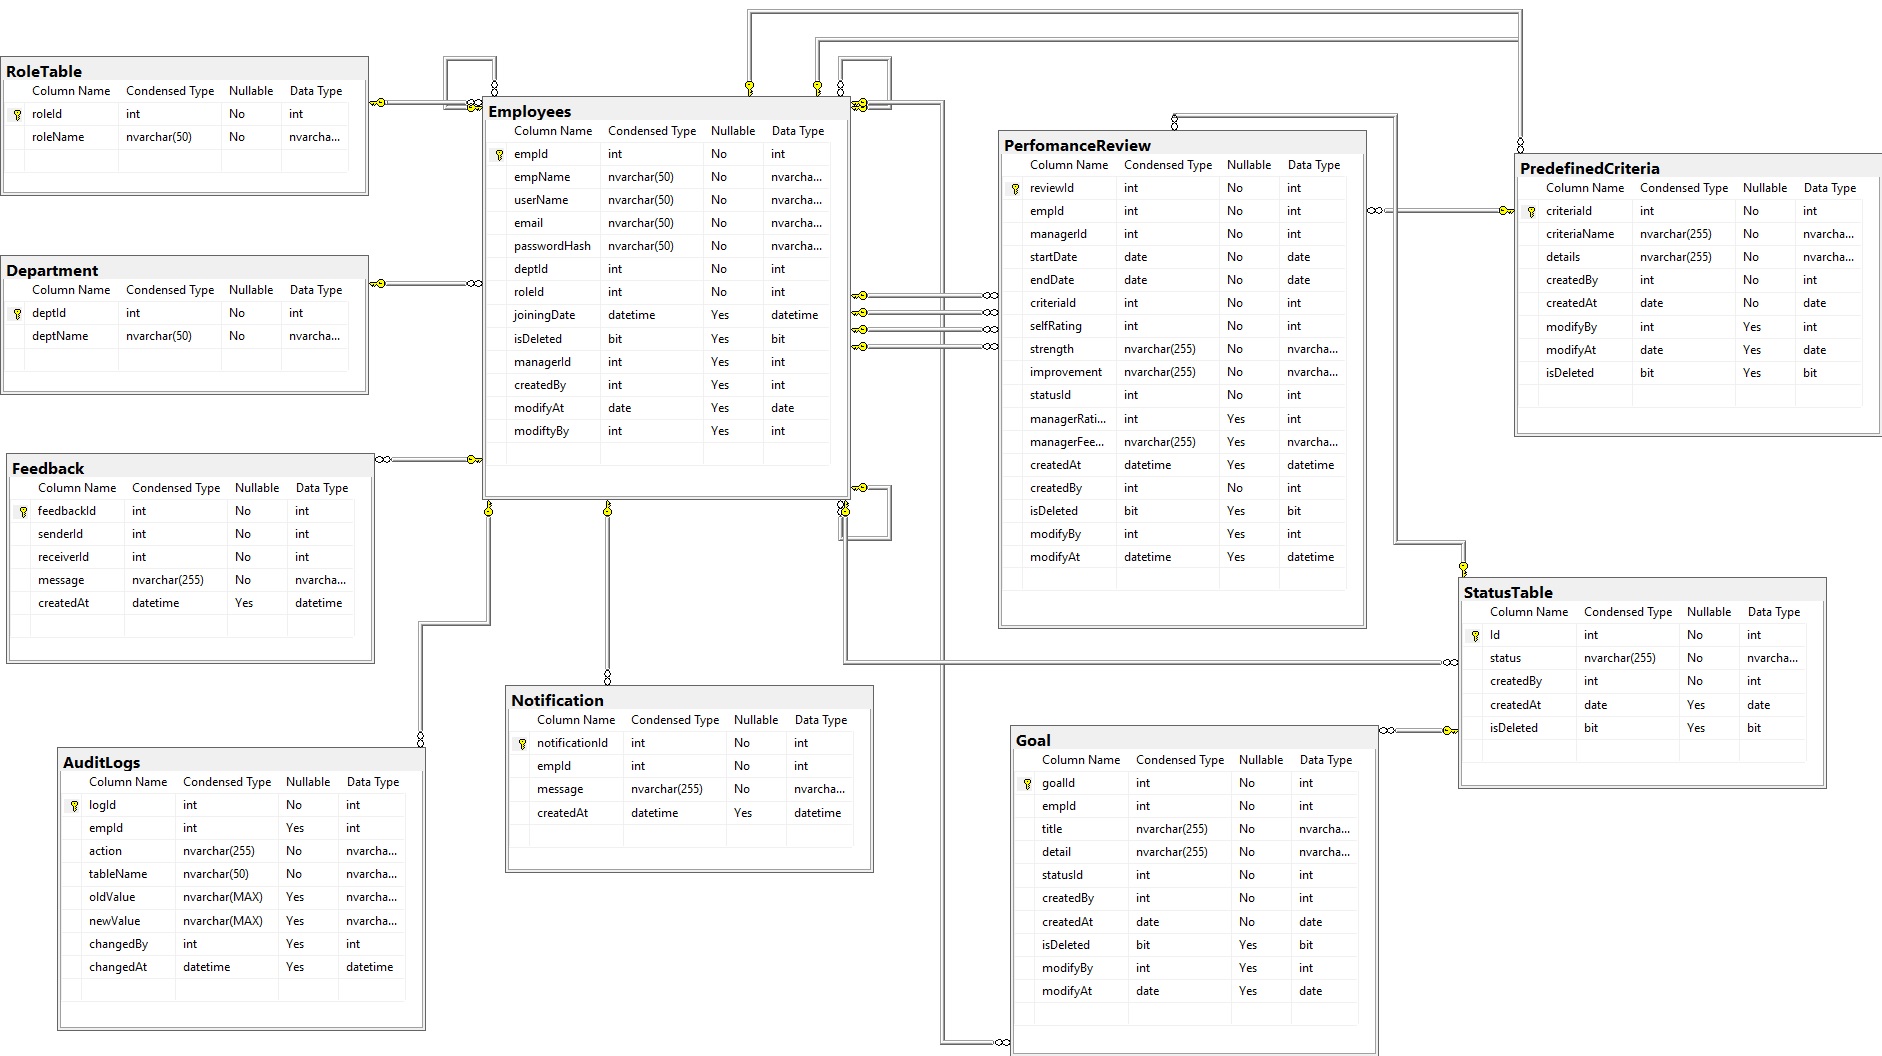 RoleTable
Column Name Condensed Type Nullable Data Type
roleId int No int
roleName nvarchar(50) No nvarcha...
Department
Column Name Condensed Type Nullable Data Type
deptId int No int
deptName nvarchar(50) No nvarcha...
Feedback
Column Name Condensed Type Nullable Data Type
feedbackId int No int
senderId int No int
receiverId int No int
message nvarchar(255) No nvarcha...
createdAt datetime Yes datetime
AuditLogs
Column Name Condensed Type Nullable Data Type
logId int No int
empId int Yes int
action nvarchar(255) No nvarcha...
tableName nvarchar(50) No nvarcha...
oldValue nvarchar(MAX) Yes nvarcha...
newValue nvarchar(MAX) Yes nvarcha...
changedBy int Yes int
changedAt datetime Yes datetime
Employees
Column Name Condensed Type Nullable Data Type
empId int No int
empName nvarchar(50) No nvarcha...
userName nvarchar(50) No nvarcha...
email nvarchar(50) No nvarcha...
passwordHash nvarchar(50) No nvarcha...
deptId int No int
roleId int No int
joiningDate datetime Yes datetime
isDeleted bit Yes bit
managerId int Yes int
createdBy int Yes int
modifyAt date Yes date
modiftyBy int Yes int
Notification
Column Name Condensed Type Nullable Data Type
notificationId int No int
empId int No int
message nvarchar(255) No nvarcha...
createdAt datetime Yes datetime
PerfomanceReview
Column Name Condensed Type Nullable Data Type
reviewId int No int
empId int No int
managerId int No int
startDate date No date
endDate date No date
criteriaId int No int
selfRating int No int
strength nvarchar(255) No nvarcha...
improvement nvarchar(255) No nvarcha...
statusId int No int
managerRati... int Yes int
managerFee... nvarchar(255) Yes nvarcha...
createdAt datetime Yes datetime
createdBy int No int
isDeleted bit Yes bit
modifyBy int Yes int
modifyAt datetime Yes datetime
Goal
Column Name Condensed Type Nullable Data Type
goalId int No int
empId int No int
title nvarchar(255) No nvarcha...
detail nvarchar(255) No nvarcha...
statusId int No int
createdBy int No int
createdAt date No date
isDeleted bit Yes bit
modifyBy int Yes int
modifyAt date Yes date
PredefinedCriteria
Column Name Condensed Type Nullable Data Type
criteriaId int No int
criteriaName nvarchar(255) No nvarcha...
details nvarchar(255) No nvarcha...
createdBy int No int
createdAt date No date
modifyBy int Yes int
modifyAt date Yes date
isDeleted bit Yes bit
StatusTable
Column Name Condensed Type Nullable Data Type
Id int No int
status nvarchar(255) No nvarcha...
createdBy int No int
createdAt date Yes date
isDeleted bit Yes bit